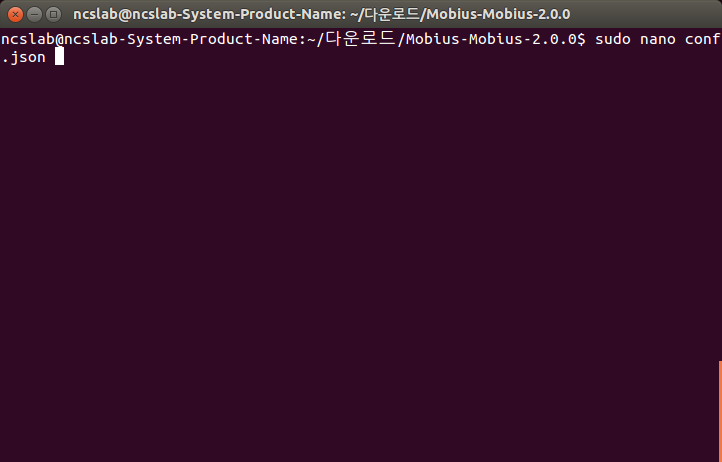 ncslab@ncslab-System-Product-Name: ~/다운로드/Mobius-Mobius-2.0.0
ncslab@ncslab-System-Product-Name:~/다운로드/Mobius-Mobius-2.0.0$ sudo nano conf
.json